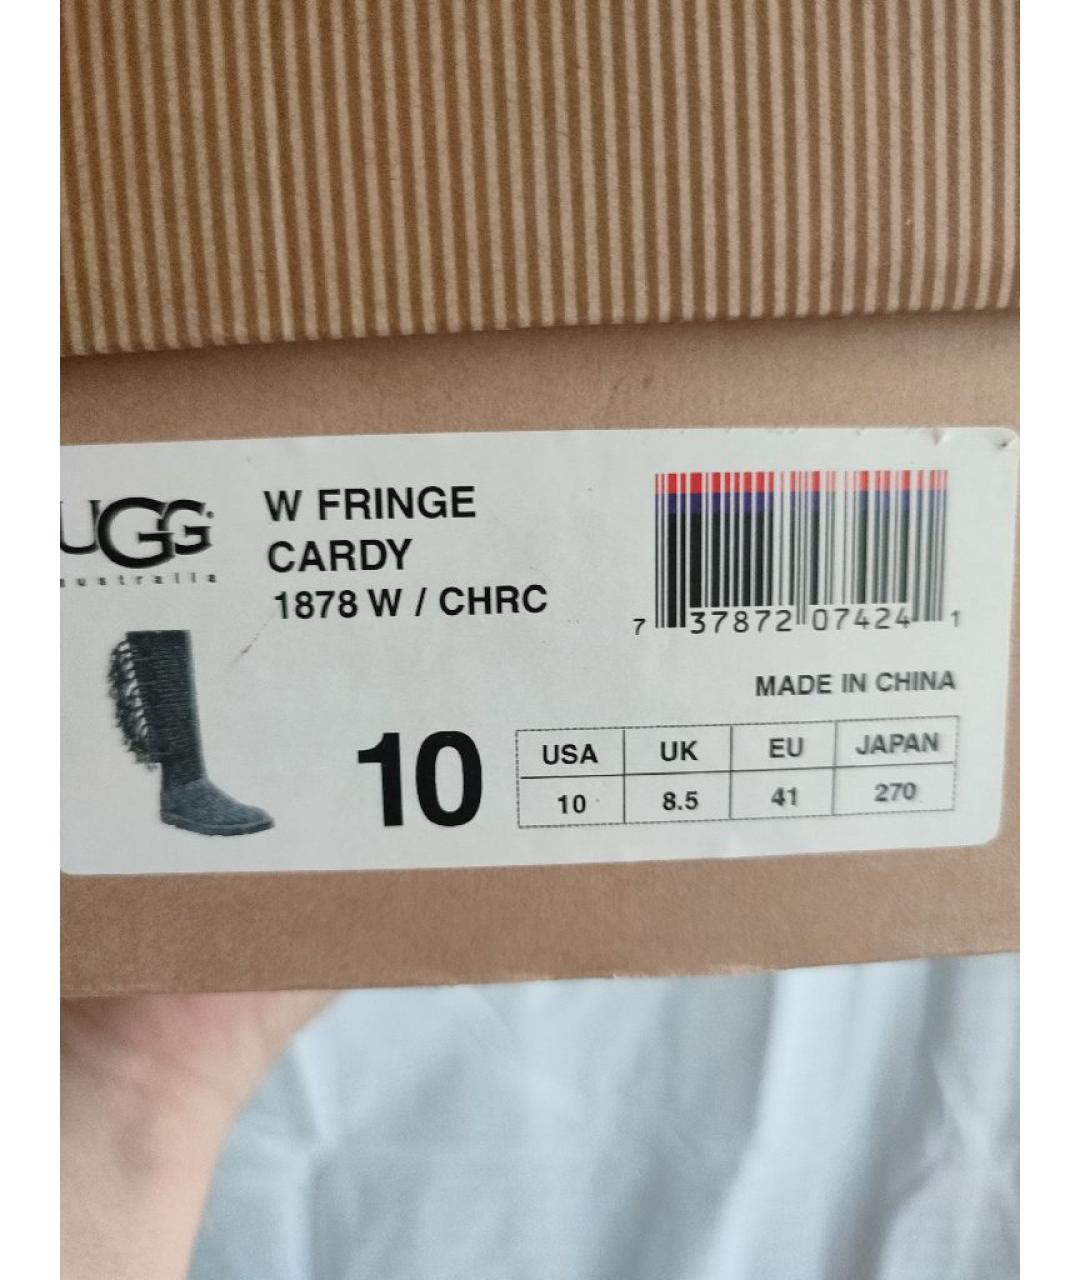 UGG
australia
W FRINGE
CARDY
1878 W / CHRC
7 37872 07424 1
MADE IN CHINA
10
USA UK EU JAPAN
10 8.5 41 270